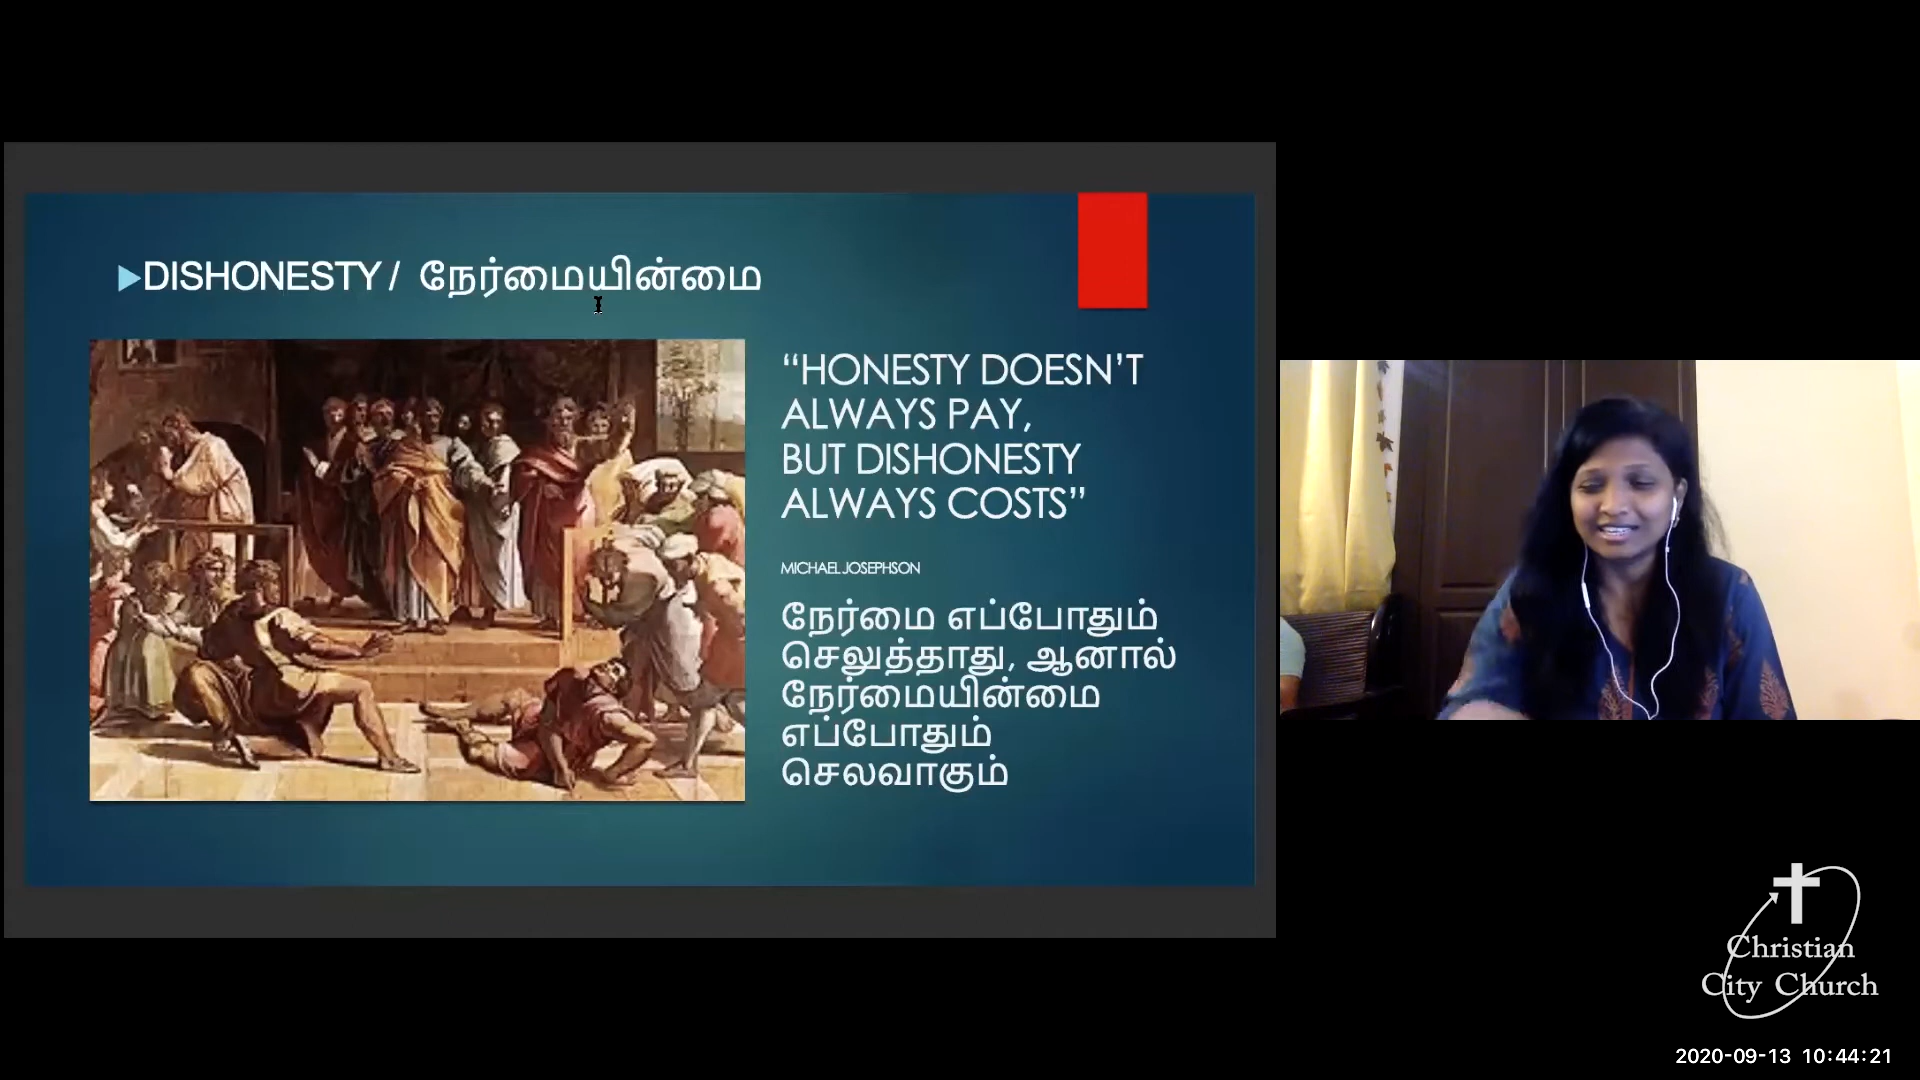 DISHONESTY / நேர்மையின்மை
“HONESTY DOESN’T
ALWAYS PAY,
BUT DISHONESTY
ALWAYS COSTS”
MICHAEL JOSEPHSON
நேர்மை எப்போதும்
செலுத்தாது, ஆனால்
நேர்மையின்மை
எப்போதும்
செலவாகும்
Christian
City Church
2020-09-13 10:44:21